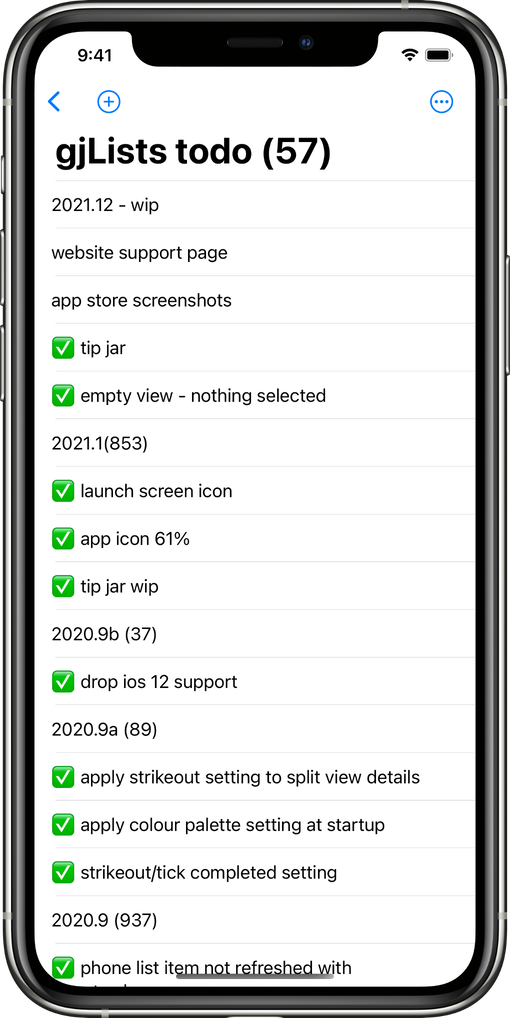 9:41
gjLists todo (57)
2021.12 - wip
website support page
app store screenshots
✅ tip jar
✅ empty view - nothing selected
2021.1(853)
✅ launch screen icon
✅ app icon 61%
✅ tip jar wip
2020.9b (37)
✅ drop ios 12 support
2020.9a (89)
✅ apply strikeout setting to split view details
✅ apply colour palette setting at startup
✅ strikeout/tick completed setting
2020.9 (937)
✅ phone list item not refreshed with